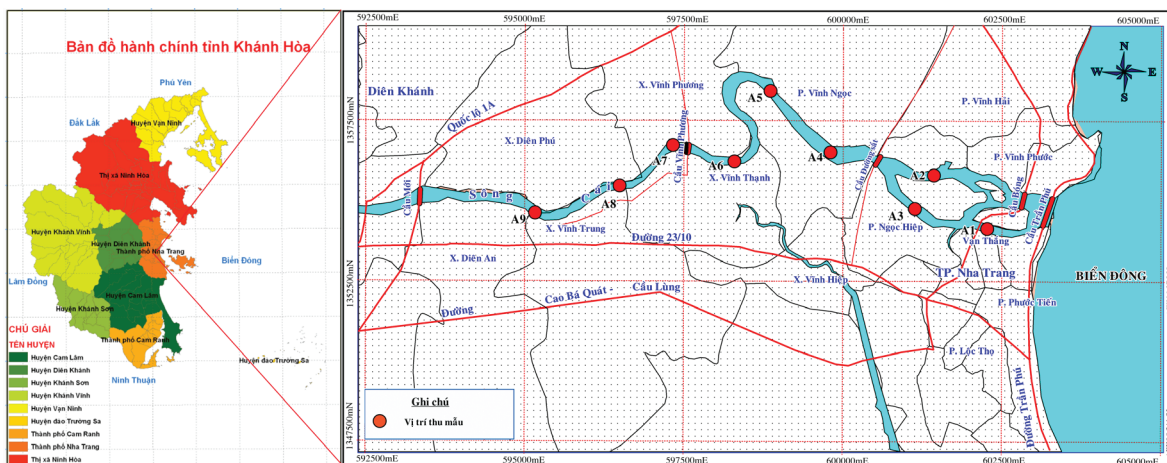 Bản đồ hành chính tỉnh Khánh Hòa
Phú Yên
Đắk Lắk
Huyện Vạn Ninh
Thị xã Ninh Hòa
Huyện Khánh Vĩnh
Huyện Diên Khánh
Thành phố Nha Trang
Biển Đông
Lâm Đồng
Huyện Cam Lâm
Huyện Khánh Sơn
Thành phố Cam Ranh
Huyện đảo Trường Sa
Ninh Thuận
CHÚ GIẢI
TÊN HUYỆN
Huyện Cam Lâm
Huyện Diên Khánh
Huyện Khánh Sơn
Huyện Khánh Vĩnh
Huyện Vạn Ninh
Huyện đảo Trường Sa
Thành phố Cam Ranh
Thành phố Nha Trang
Thị xã Ninh Hòa
592500mE 595000mE 597500mE 600000mE 602500mE 605000mE
N
W E
S
Diên Khánh
Quốc lộ 1A
X. Vĩnh Phương
P. Vĩnh Ngọc
P. Vĩnh Hải
1357500mN
X. Diên Phú
Cầu Vĩnh Phương
Cầu Đường sắt
P. Vĩnh Phước
A5
A4
A7
A6
A2
X. Vĩnh Thạnh
Cầu Mới
Sông Cái
A8
A9
A3
A1
Cầu Bóng
Cầu Trần Phú
P. Ngọc Hiệp
Vạn Thắng
X. Vĩnh Trung
Đường 23/10
X. Diên An
X. Vĩnh Hiệp
TP. Nha Trang
BIỂN ĐÔNG
1352500mN
Đường Cao Bá Quát - Cầu Lùng
P. Phước Tiến
P. Lộc Thọ
Đường Trần Phú
Ghi chú
Vị trí thu mẫu
1347500mN
592500mE 595000mE 597500mE 600000mE 602500mE 605000mE